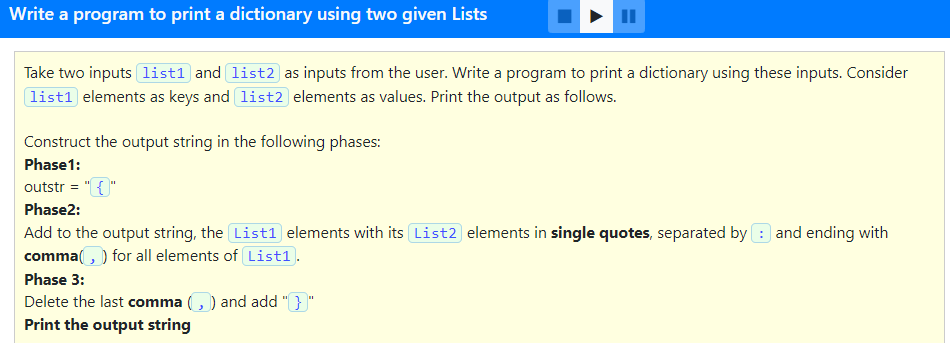 Write a program to print a dictionary using two given Lists
Take two inputs list1 and list2 as inputs from the user. Write a program to print a dictionary using these inputs. Consider
list1 elements as keys and list2 elements as values. Print the output as follows.
Construct the output string in the following phases:
Phase1:
outstr = "{"
Phase2:
Add to the output string, the List1 elements with its List2 elements in single quotes, separated by : and ending with
comma(,) for all elements of List1.
Phase 3:
Delete the last comma (,) and add "}"
Print the output string